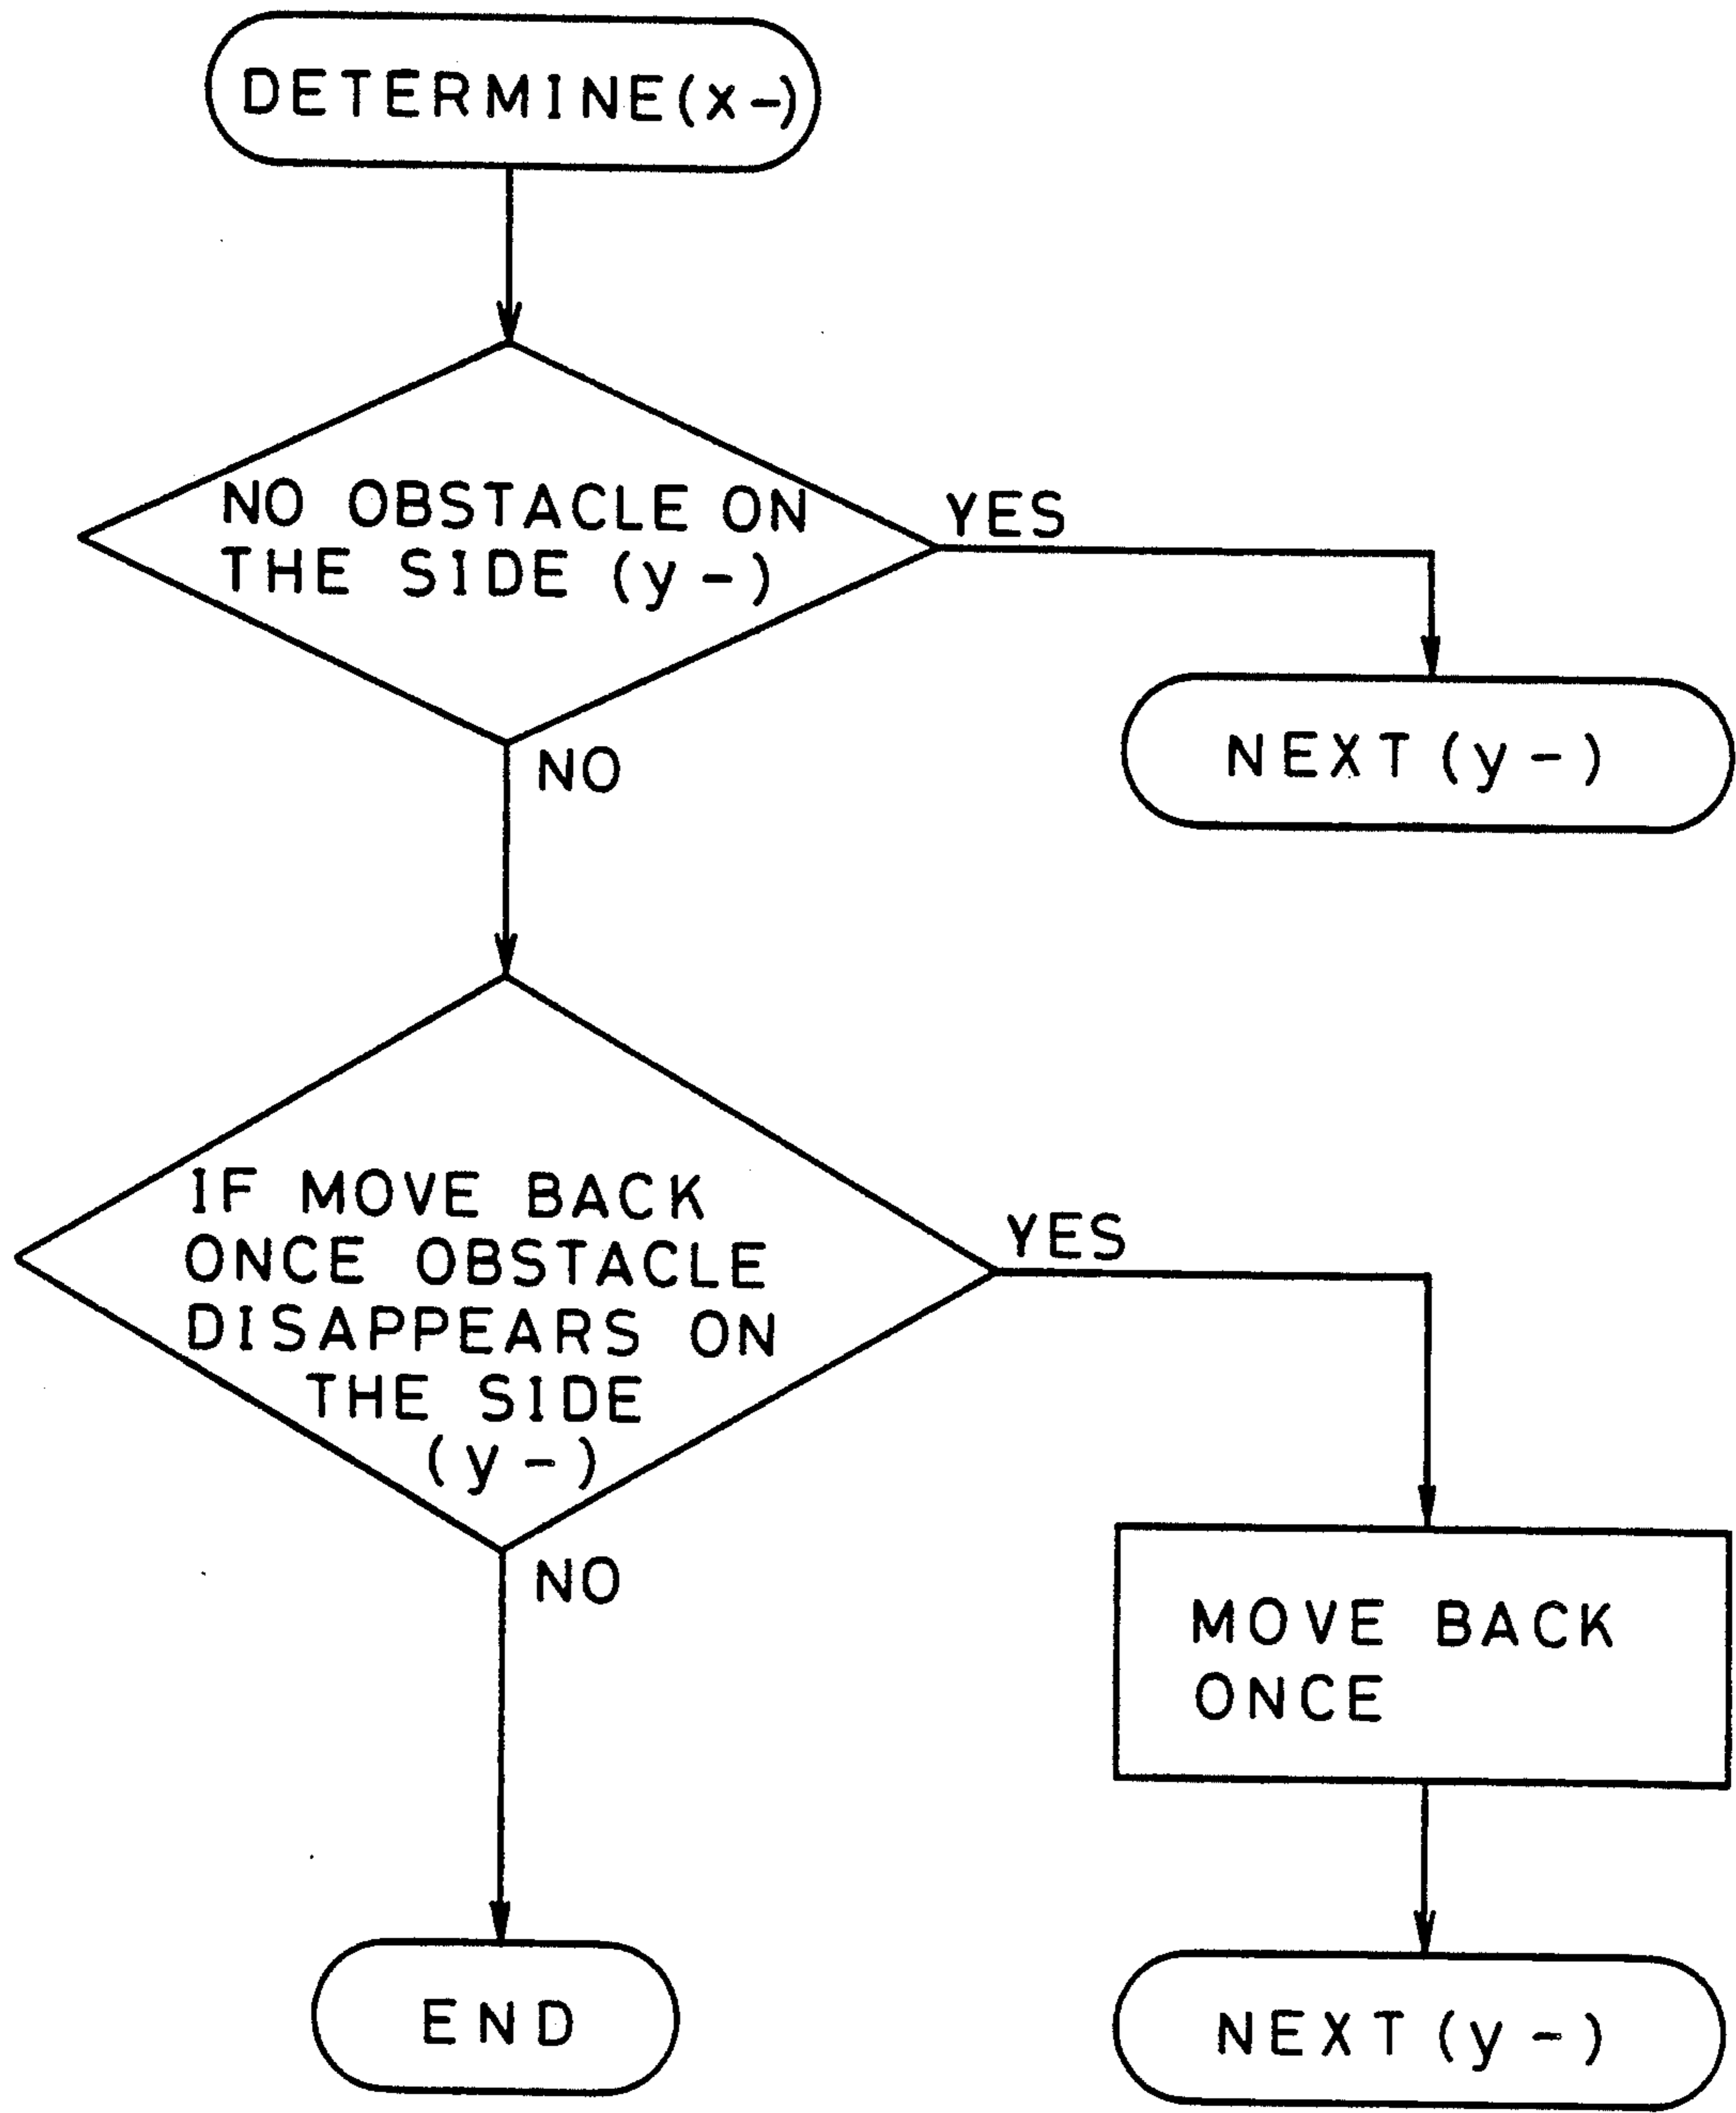 DETERMINE(x-)
NO OBSTACLE ON
THE SIDE (y-)
YES
NEXT(y-)
NO
IF MOVE BACK
ONCE OBSTACLE
DISAPPEARS ON
THE SIDE
(y-)
YES
NO
MOVE BACK
ONCE
END
NEXT(y-)